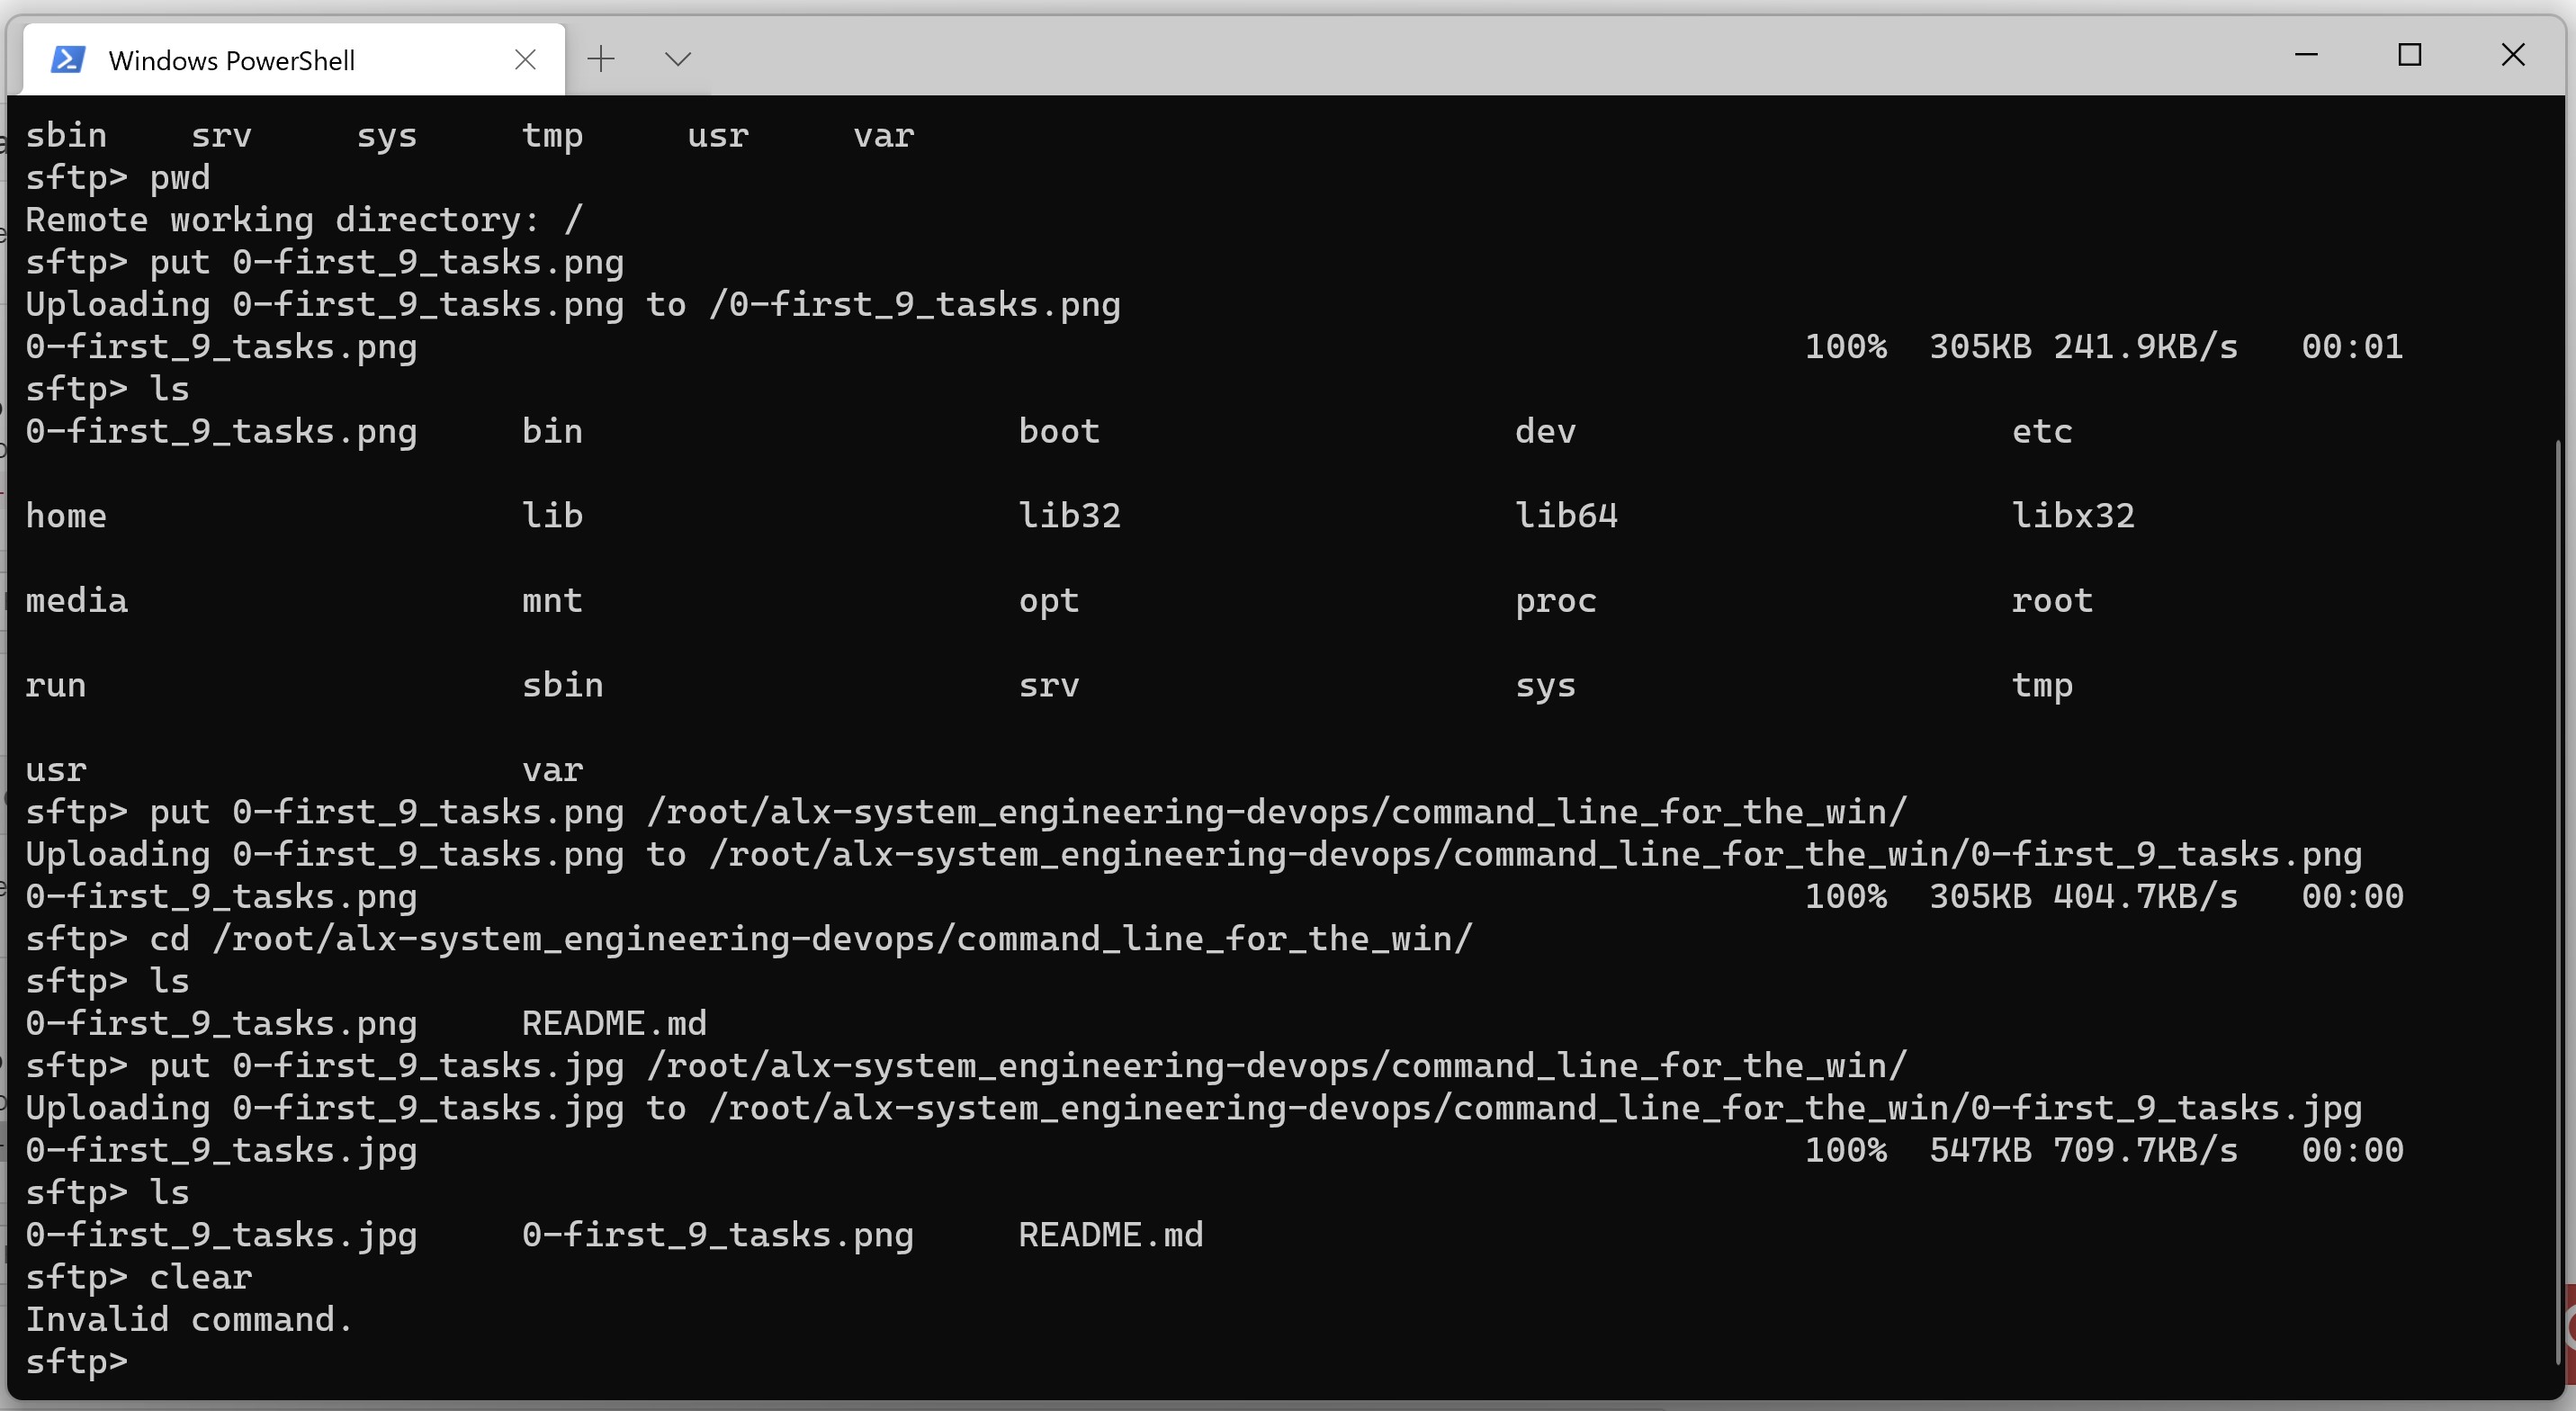 Windows PowerShell
sbin    srv     sys     tmp     usr     var
sftp> pwd
Remote working directory: /
sftp> put 0-first_9_tasks.png
Uploading 0-first_9_tasks.png to /0-first_9_tasks.png
0-first_9_tasks.png                                                                   100%  305KB 241.9KB/s   00:01
sftp> ls
0-first_9_tasks.png     bin                     boot                    dev                     etc
home                    lib                     lib32                   lib64                   libx32
media                   mnt                     opt                     proc                    root
run                     sbin                    srv                     sys                     tmp
usr                     var
sftp> put 0-first_9_tasks.png /root/alx-system_engineering-devops/command_line_for_the_win/
Uploading 0-first_9_tasks.png to /root/alx-system_engineering-devops/command_line_for_the_win/0-first_9_tasks.png
0-first_9_tasks.png                                                                   100%  305KB 404.7KB/s   00:00
sftp> cd /root/alx-system_engineering-devops/command_line_for_the_win/
sftp> ls
0-first_9_tasks.png     README.md
sftp> put 0-first_9_tasks.jpg /root/alx-system_engineering-devops/command_line_for_the_win/
Uploading 0-first_9_tasks.jpg to /root/alx-system_engineering-devops/command_line_for_the_win/0-first_9_tasks.jpg
0-first_9_tasks.jpg                                                                   100%  547KB 709.7KB/s   00:00
sftp> ls
0-first_9_tasks.jpg     0-first_9_tasks.png     README.md
sftp> clear
Invalid command.
sftp>